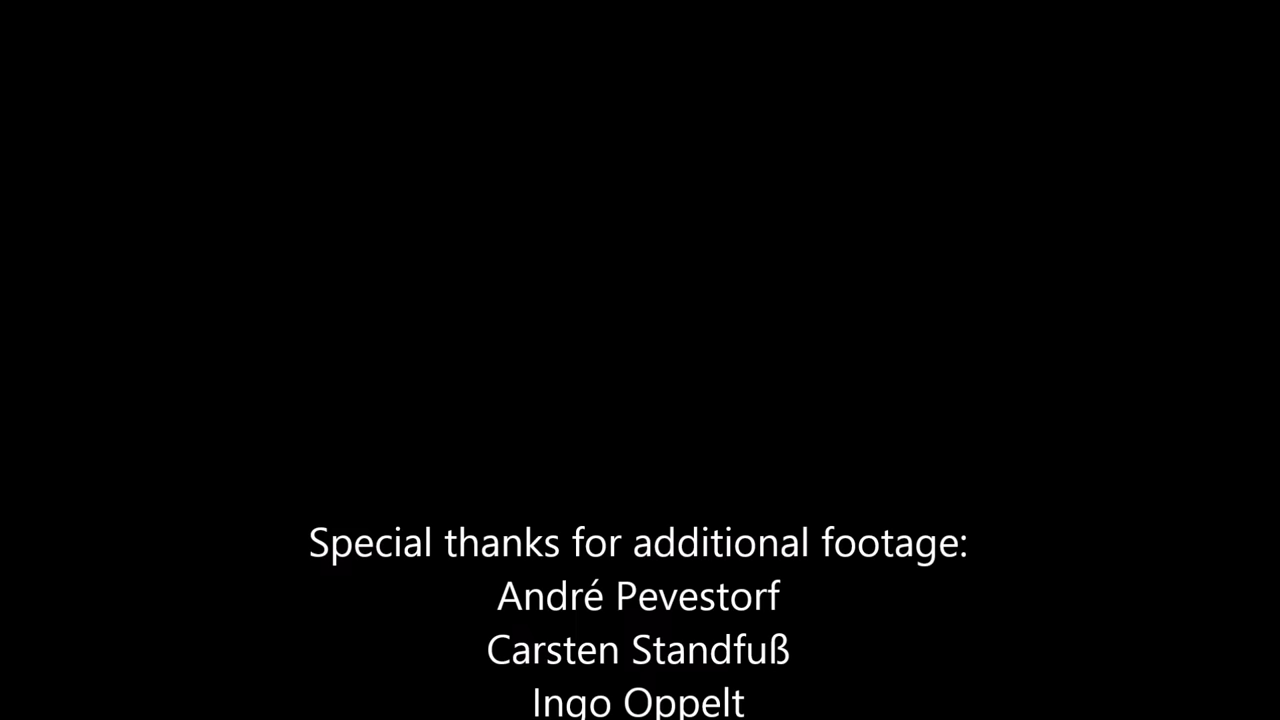 Special thanks for additional footage:
André Pevestorf
Carsten Standfuß
Ingo Oppelt